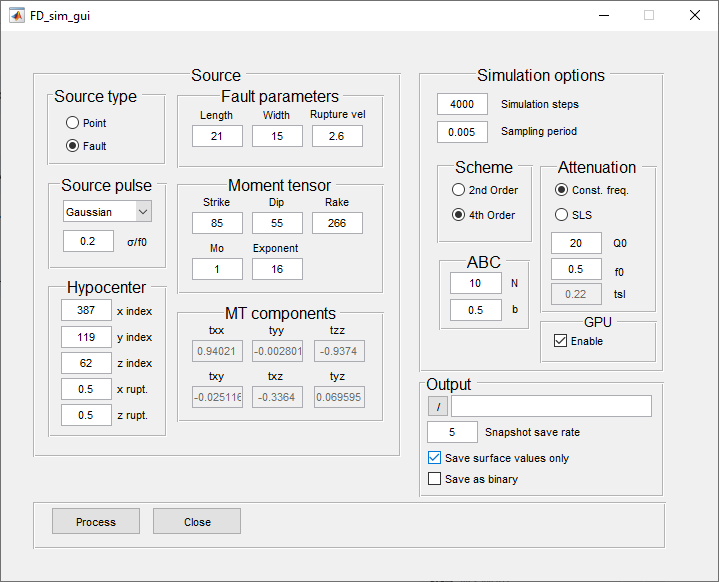 FD_sim_gui
Source
Source type
Point
Fault
Fault parameters
Length Width Rupture vel
21 15 2.6
Source pulse
Gaussian
0.2 σ/f0
Moment tensor
Strike Dip Rake
85 55 266
Mo Exponent
1 16
Hypocenter
387 x index
119 y index
62 z index
0.5 x rupt.
0.5 z rupt.
MT components
txx tyy tzz
0.94021 -0.002801 -0.9374
txy txz tyz
-0.025116 -0.3364 0.069595
Simulation options
4000 Simulation steps
0.005 Sampling period
Scheme
2nd Order
4th Order
Attenuation
Const. freq.
SLS
20 Q0
0.5 f0
0.22 tsl
ABC
10 N
0.5 b
GPU
Enable
Output
/
5 Snapshot save rate
Save surface values only
Save as binary
Process Close